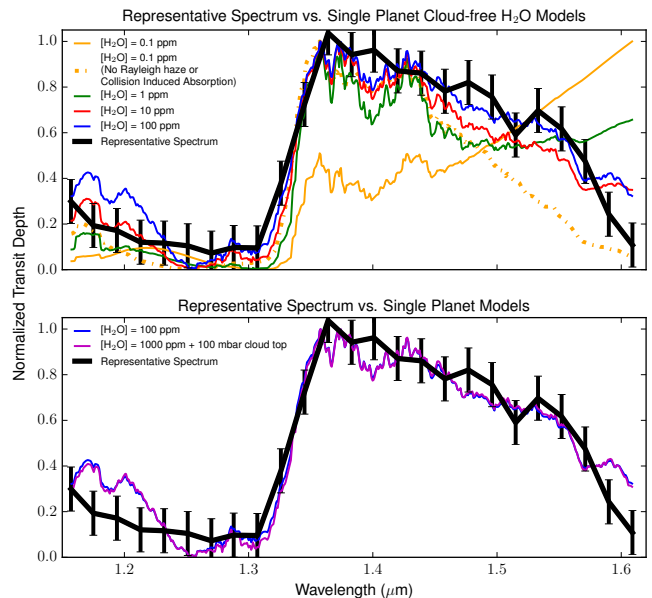 Representative Spectrum vs. Single Planet Cloud-free H₂O Models
1.0
0.8
0.6
0.4
0.2
0.0
[H₂O] = 0.1 ppm
[H₂O] = 0.1 ppm
(No Rayleigh haze or
Collision Induced Absorption)
[H₂O] = 1 ppm
[H₂O] = 10 ppm
[H₂O] = 100 ppm
Representative Spectrum
Normalized Transit Depth
Representative Spectrum vs. Single Planet Models
1.0
0.8
0.6
0.4
0.2
0.0
[H₂O] = 100 ppm
[H₂O] = 1000 ppm + 100 mbar cloud top
Representative Spectrum
1.2 1.3 1.4 1.5 1.6
Wavelength (μm)